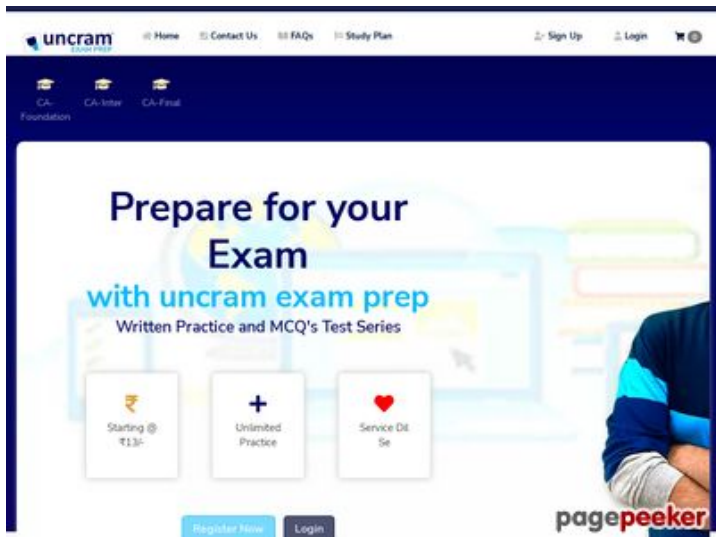 uncram
EXAM PREP
Home
Contact Us
FAQs
Study Plan
Sign Up
Login
0
CA-
Foundation
CA-Inter
CA-Final
Prepare for your
Exam
with uncram exam prep
Written Practice and MCQ's Test Series
Starting @
₹13/-
Unlimited
Practice
Service Dil
Se
Register Now
Login
pagepeeker